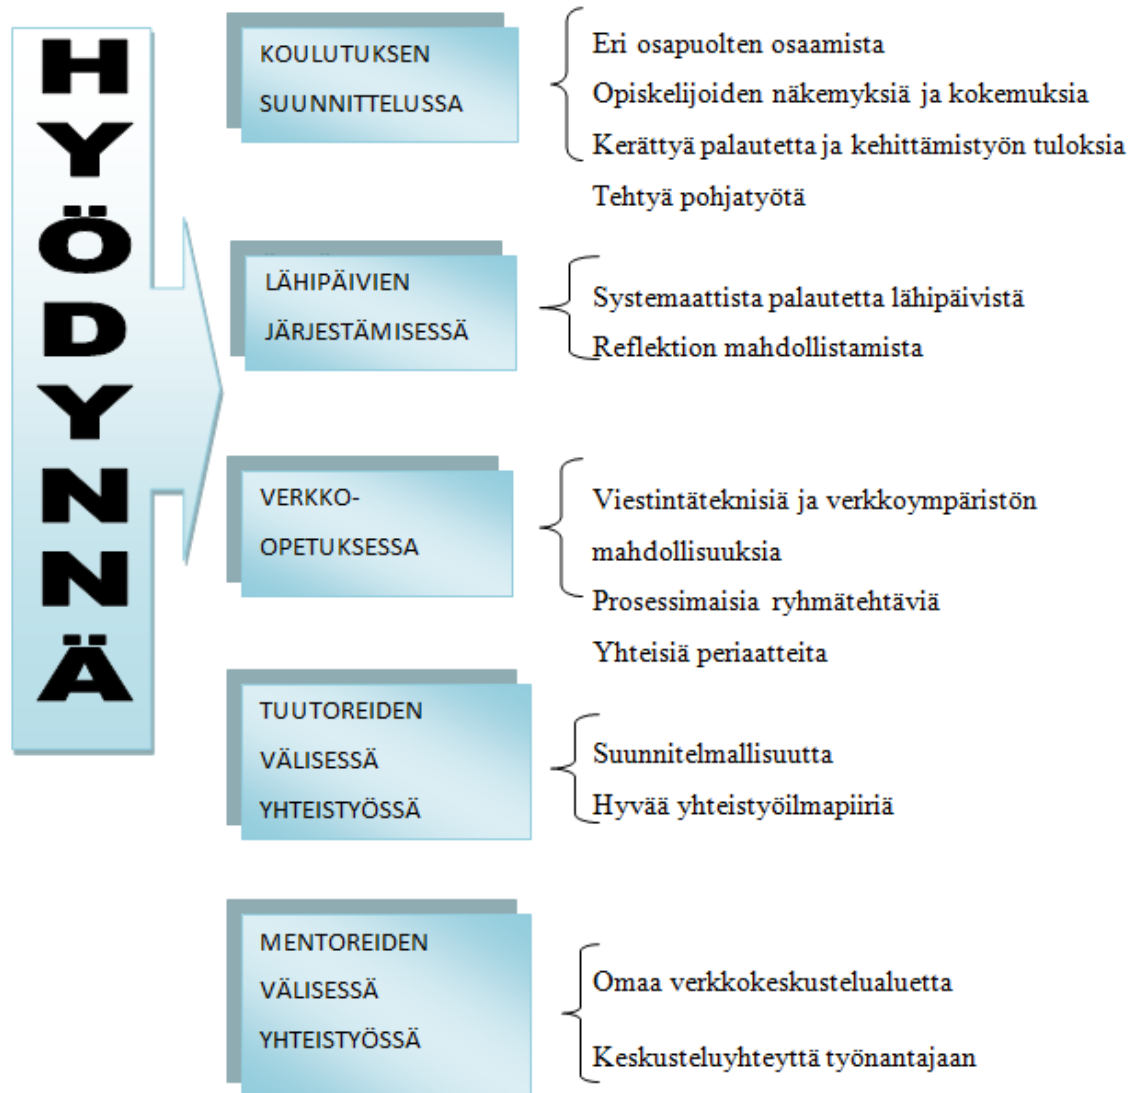 HYÖDYNNÄ
KOULUTUKSEN
SUUNNITTELUSSA
Eri osapuolten osaamista
Opiskelijoiden näkemyksiä ja kokemuksia
Kerättyä palautetta ja kehittämistyön tuloksia
Tehtyä pohjatyötä
LÄHIPÄIVIEN
JÄRJESTÄMISESSÄ
Systemaattista palautetta lähipäivistä
Reflektion mahdollistamista
VERKKO-
OPETUKSESSA
Viestintäteknisiä ja verkkoympäristön
mahdollisuuksia
Prosessimaisia ryhmätehtäviä
Yhteisiä periaatteita
TUUTOREIDEN
VÄLISESSÄ
YHTEISTYÖSSÄ
Suunnitelmallisuutta
Hyvää yhteistyöilmapiiriä
MENTOREIDEN
VÄLISESSÄ
YHTEISTYÖSSÄ
Omaa verkkokeskustelualuetta
Keskusteluyhteyttä työnantajaan